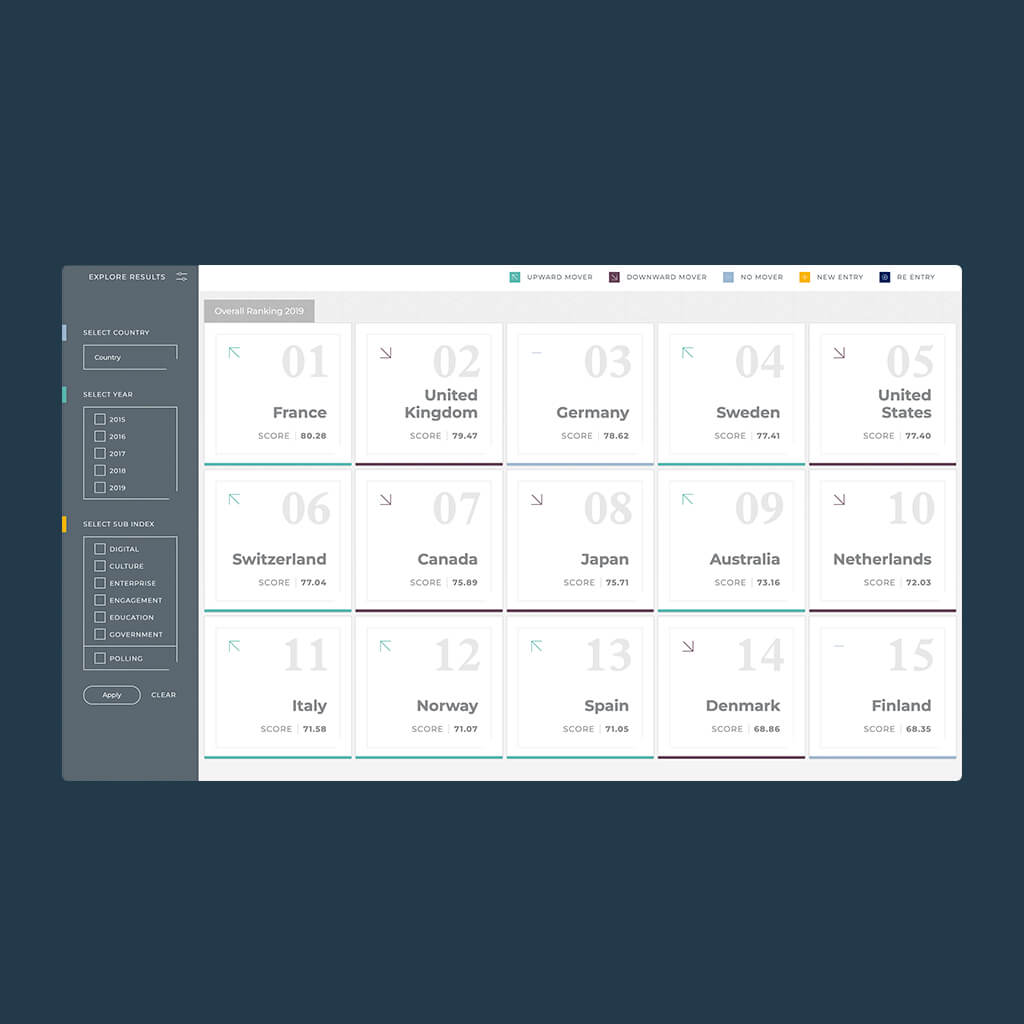 EXPLORE RESULTS
UPWARD MOVER
DOWNWARD MOVER
NO MOVER
NEW ENTRY
RE ENTRY
SELECT COUNTRY
Country
SELECT YEAR
2015
2016
2017
2018
2019
SELECT SUB INDEX
DIGITAL
CULTURE
ENTERPRISE
ENGAGEMENT
EDUCATION
GOVERNMENT
POLLING
Apply
CLEAR
Overall Ranking 2019
01
France
SCORE | 80.28
02
United
Kingdom
SCORE | 79.47
03
Germany
SCORE | 78.62
04
Sweden
SCORE | 77.41
05
United
States
SCORE | 77.40
06
Switzerland
SCORE | 77.04
07
Canada
SCORE | 75.89
08
Japan
SCORE | 75.71
09
Australia
SCORE | 73.16
10
Netherlands
SCORE | 72.03
11
Italy
SCORE | 71.58
12
Norway
SCORE | 71.07
13
Spain
SCORE | 71.05
14
Denmark
SCORE | 68.86
15
Finland
SCORE | 68.35